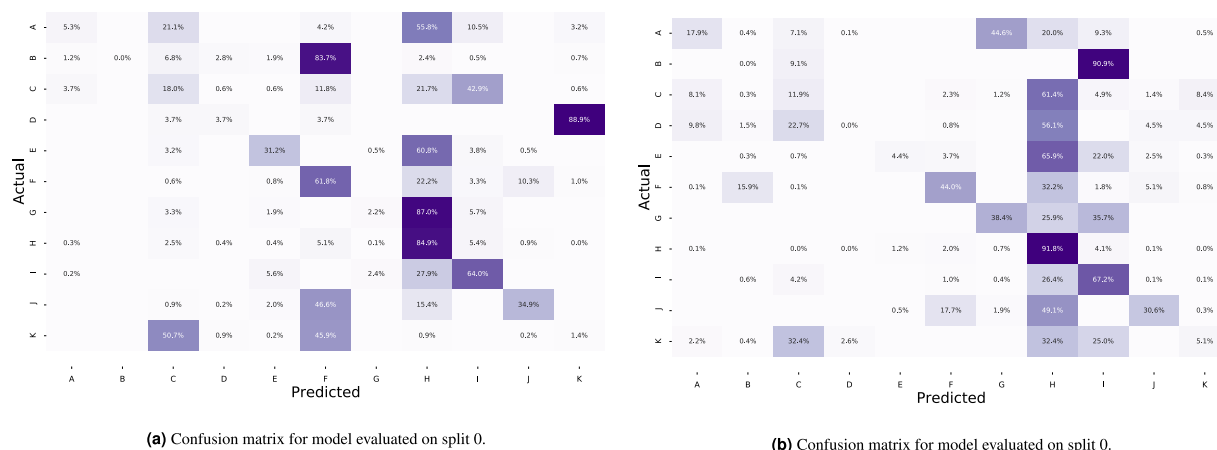 A 5.3% 21.1% 4.2% 55.8% 10.5% 3.2%
B 1.2% 0.0% 6.8% 2.8% 1.9% 83.7% 2.4% 0.5% 0.7%
C 3.7% 18.0% 0.6% 0.6% 11.8% 21.7% 42.9% 0.6%
D 3.7% 3.7% 3.7% 88.9%
E 3.2% 31.2% 0.5% 60.8% 3.8% 0.5%
F 0.6% 0.8% 61.8% 22.2% 3.3% 10.3% 1.0%
G 3.3% 1.9% 2.2% 87.0% 5.7%
H 0.3% 2.5% 0.4% 0.4% 5.1% 0.1% 84.9% 5.4% 0.9% 0.0%
I 0.2% 5.6% 2.4% 27.9% 64.0%
J 0.9% 0.2% 2.0% 46.6% 15.4% 34.9%
K 50.7% 0.9% 0.2% 45.9% 0.9% 0.2% 1.4%
Actual
A B C D E F G H I J K
Predicted
(a) Confusion matrix for model evaluated on split 0.
A 17.9% 0.4% 7.1% 0.1% 44.6% 20.0% 9.3% 0.5%
B 0.0% 9.1% 90.9%
C 8.1% 0.3% 11.9% 2.3% 1.2% 61.4% 4.9% 1.4% 8.4%
D 9.8% 1.5% 22.7% 0.0% 0.8% 56.1% 4.5% 4.5%
E 0.3% 0.7% 4.4% 3.7% 65.9% 22.0% 2.5% 0.3%
F 0.1% 15.9% 0.1% 44.0% 32.2% 1.8% 5.1% 0.8%
G 38.4% 25.9% 35.7%
H 0.1% 0.0% 0.0% 1.2% 2.0% 0.7% 91.8% 4.1% 0.1% 0.0%
I 0.6% 4.2% 1.0% 0.4% 26.4% 67.2% 0.1% 0.1%
J 0.5% 17.7% 1.9% 49.1% 30.6% 0.3%
K 2.2% 0.4% 32.4% 2.6% 32.4% 25.0% 5.1%
Actual
A B C D E F G H I J K
Predicted
(b) Confusion matrix for model evaluated on split 0.